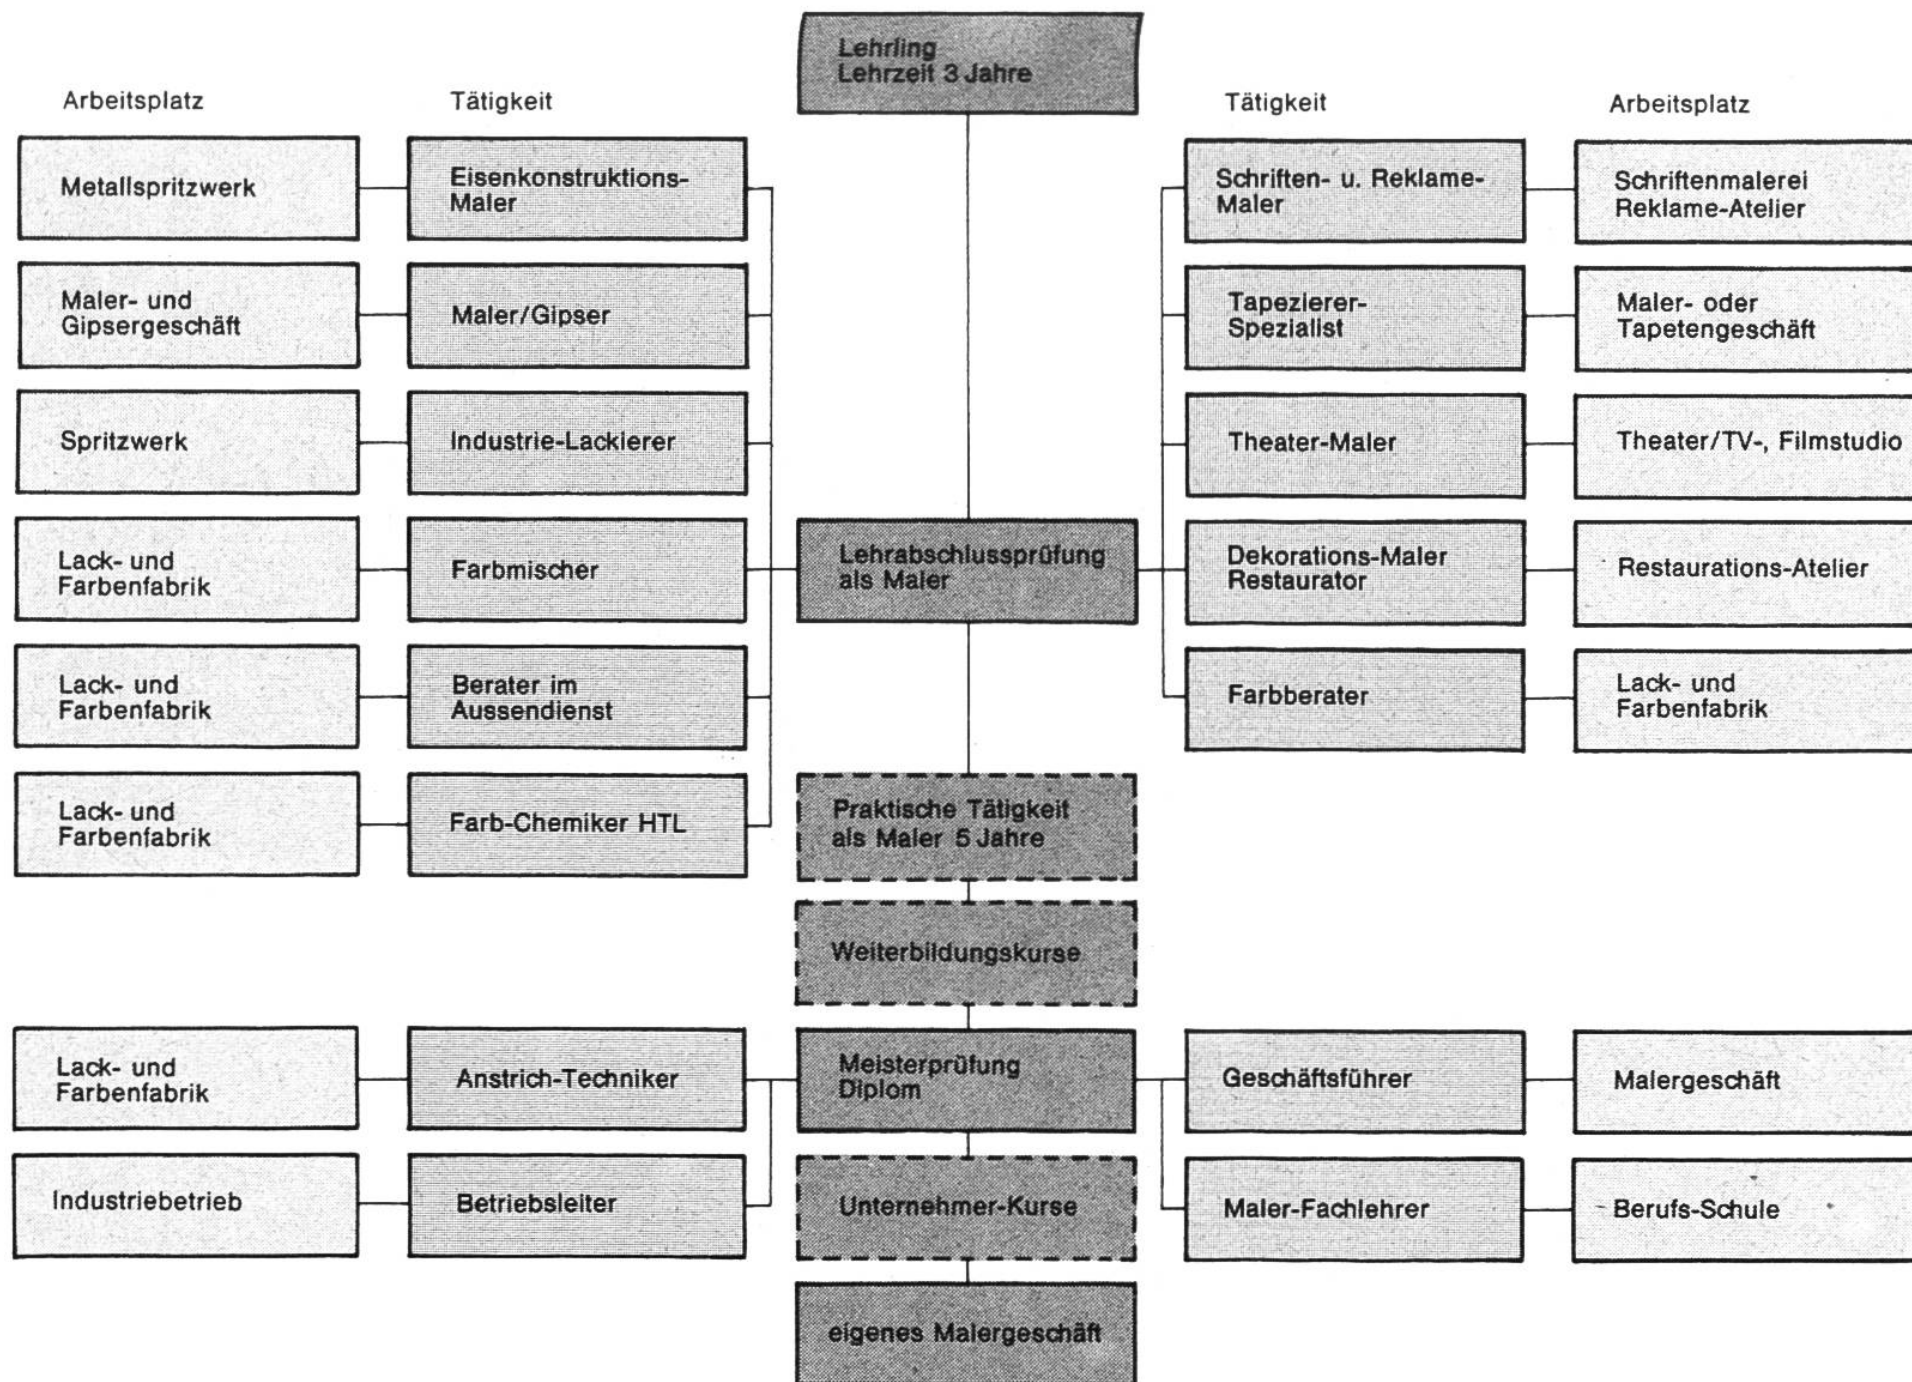 Lehrling
Lehrzeit 3 Jahre
Arbeitsplatz
Tätigkeit
Tätigkeit
Arbeitsplatz
Metallspritzwerk
Eisenkonstruktions-
Maler
Schriften- u. Reklame-
Maler
Schriftenmalerei
Reklame-Atelier
Maler- und
Gipsergeschäft
Maler/Gipser
Tapezierer-
Spezialist
Maler- oder
Tapetengeschäft
Spritzwerk
Industrie-Lackierer
Theater-Maler
Theater/TV-, Filmstudio
Lack- und
Farbenfabrik
Farbmischer
Lehrabschlussprüfung
als Maler
Dekorations-Maler
Restaurator
Restaurations-Atelier
Lack- und
Farbenfabrik
Berater im
Aussendienst
Farbberater
Lack- und
Farbenfabrik
Lack- und
Farbenfabrik
Farb-Chemiker HTL
Praktische Tätigkeit
als Maler 5 Jahre
Weiterbildungskurse
Lack- und
Farbenfabrik
Anstrich-Techniker
Meisterprüfung
Diplom
Geschäftsführer
Malergeschäft
Industriebetrieb
Betriebsleiter
Unternehmer-Kurse
Maler-Fachlehrer
Berufs-Schule
eigenes Malergeschäft